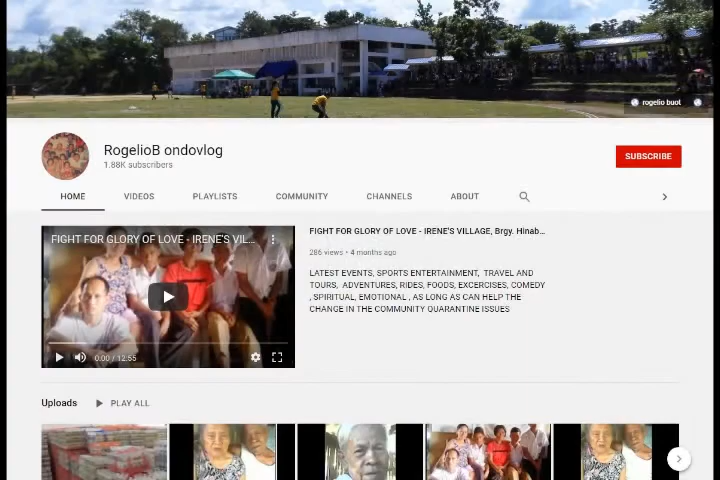 rogelio buot
RogelioB ondovlog
1.88K subscribers
SUBSCRIBE
HOME VIDEOS PLAYLISTS COMMUNITY CHANNELS ABOUT
FIGHT FOR GLORY OF LOVE - IRENE'S VIL...
0:00 / 12:55
FIGHT FOR GLORY OF LOVE - IRENE'S VILLAGE, Brgy. Hinab...
286 views • 4 months ago
LATEST EVENTS, SPORTS ENTERTAINMENT, TRAVEL AND
TOURS, ADVENTURES, RIDES, FOODS, EXCERCISES, COMEDY
, SPIRITUAL, EMOTIONAL , AS LONG AS CAN HELP THE
CHANGE IN THE COMMUNITY QUARANTINE ISSUES
Uploads PLAY ALL